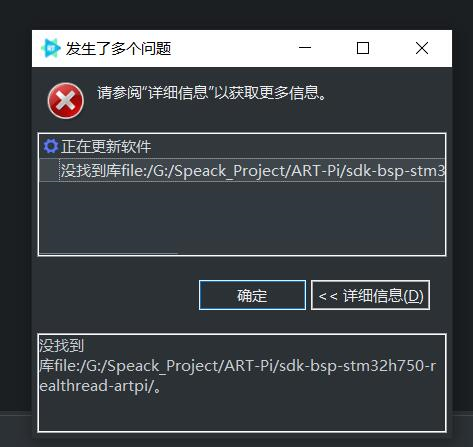 发生了多个问题
请参阅“详细信息”以获取更多信息。
正在更新软件
没找到库file:/G:/Speack_Project/ART-Pi/sdk-bsp-stm3
确定
<< 详细信息(D)
没找到
库file:/G:/Speack_Project/ART-Pi/sdk-bsp-stm32h750-r
ealthread-artpi/。